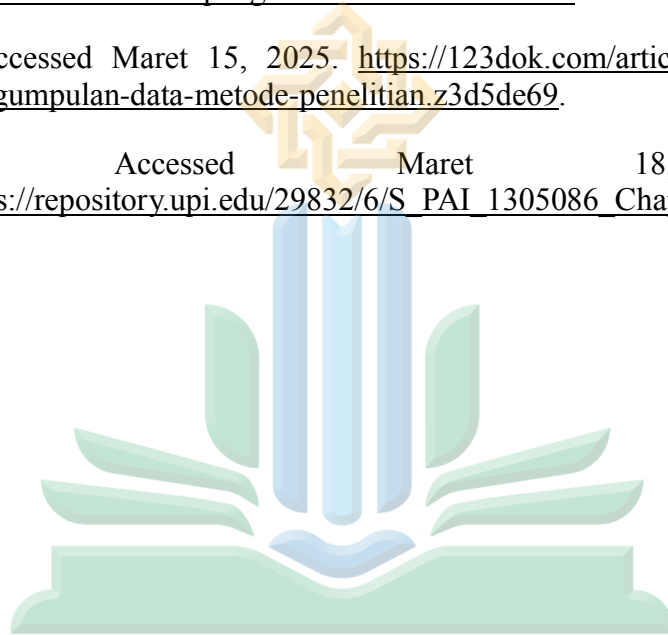 ccessed Maret 15, 2025. https://123dok.com/artic
gumpulan-data-metode-penelitian.z3d5de69.
Accessed Maret 18
s://repository.upi.edu/29832/6/S_PAI_1305086_Cha